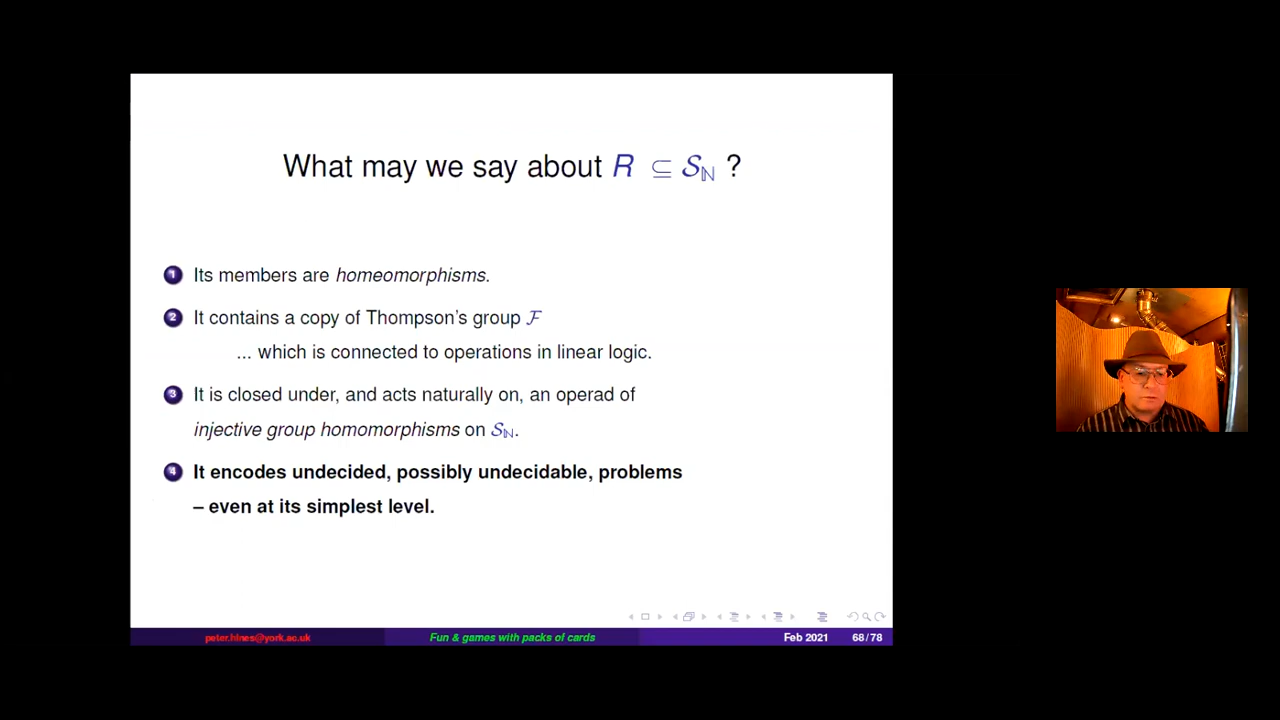 What may we say about R ⊆ 𝒮_ℕ ?
1 Its members are homeomorphisms.
2 It contains a copy of Thompson's group ℱ
... which is connected to operations in linear logic.
3 It is closed under, and acts naturally on, an operad of
injective group homomorphisms on 𝒮_ℕ.
4 It encodes undecided, possibly undecidable, problems
– even at its simplest level.
peter.hines@york.ac.uk Fun & games with packs of cards Feb 2021 68 / 78